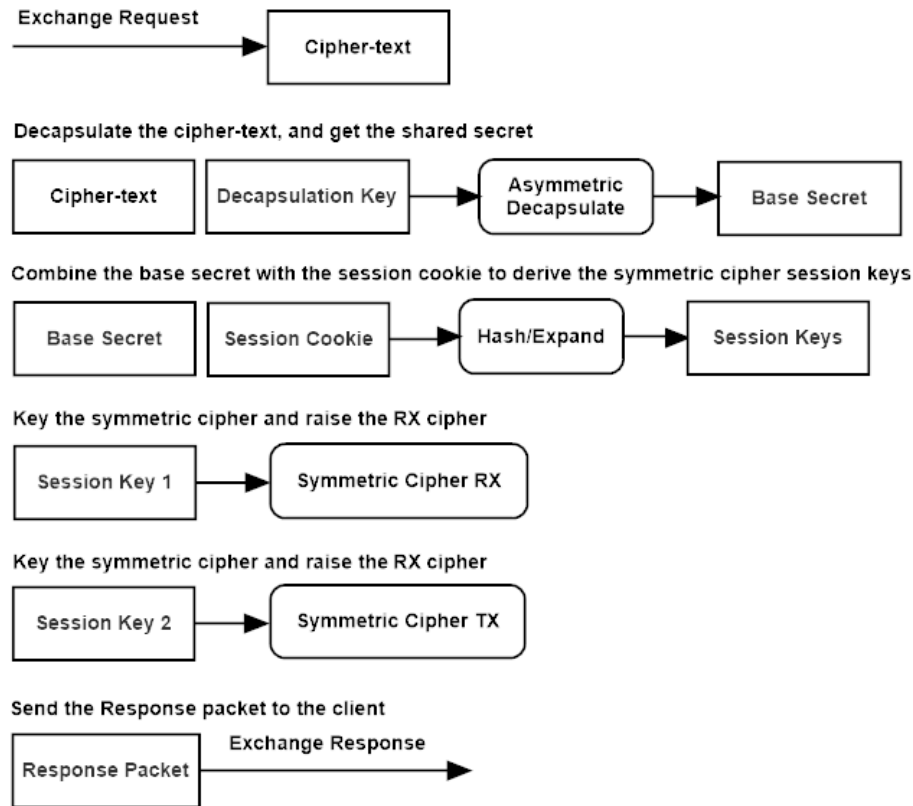 Exchange Request
Cipher-text
Decapsulate the cipher-text, and get the shared secret
Cipher-text
Decapsulation Key
Asymmetric
Decapsulate
Base Secret
Combine the base secret with the session cookie to derive the symmetric cipher session keys
Base Secret
Session Cookie
Hash/Expand
Session Keys
Key the symmetric cipher and raise the RX cipher
Session Key 1
Symmetric Cipher RX
Key the symmetric cipher and raise the RX cipher
Session Key 2
Symmetric Cipher TX
Send the Response packet to the client
Response Packet
Exchange Response